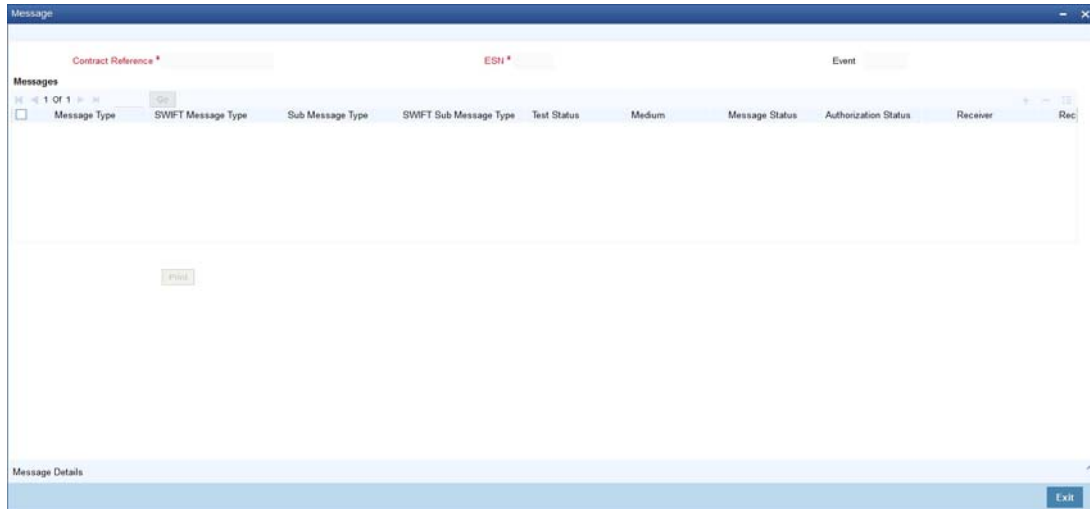 Message
Contract Reference * ESN * Event
Messages
1 Of 1 Go
Message Type SWIFT Message Type Sub Message Type SWIFT Sub Message Type Test Status Medium Message Status Authorization Status Receiver Rec
Print
Message Details
Exit